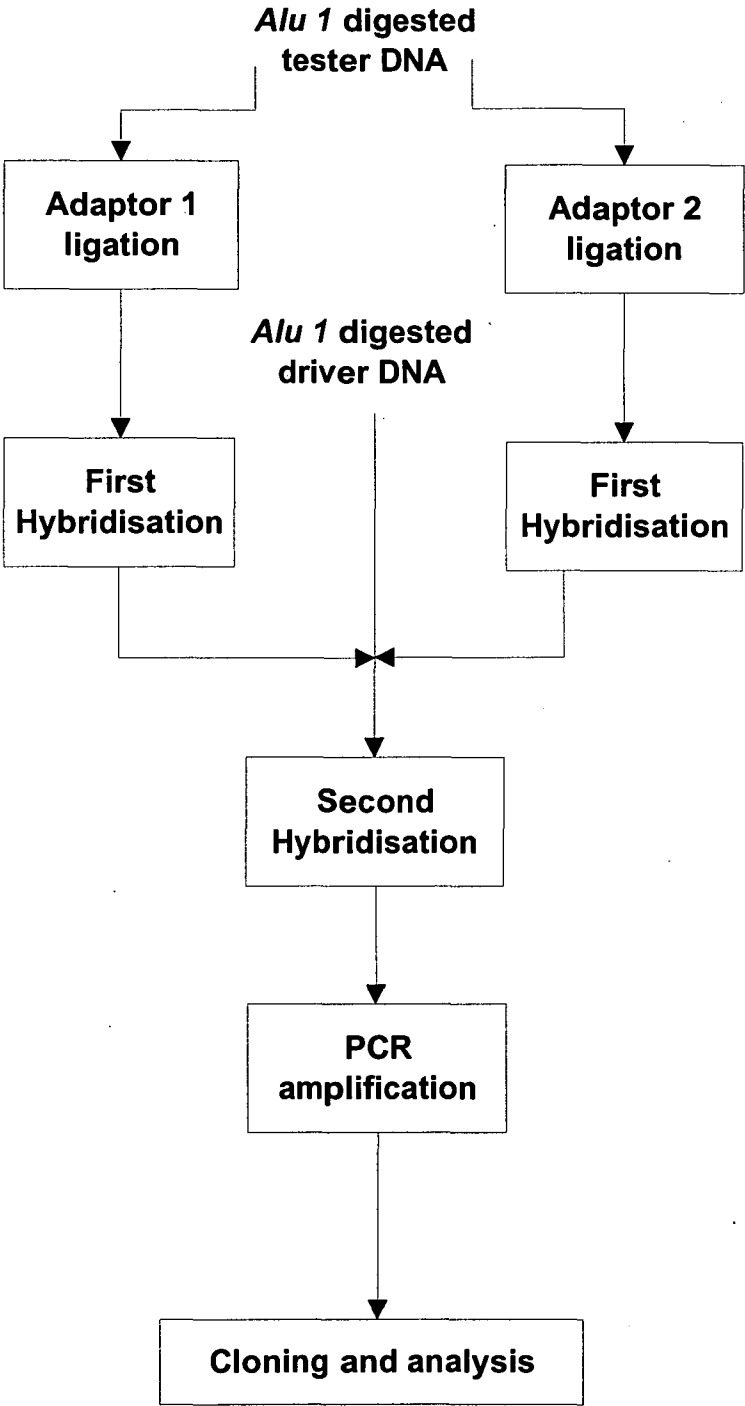 Alu 1 digested
tester DNA
Adaptor 1
ligation
Adaptor 2
ligation
Alu 1 digested
driver DNA
First
Hybridisation
First
Hybridisation
Second
Hybridisation
PCR
amplification
Cloning and analysis